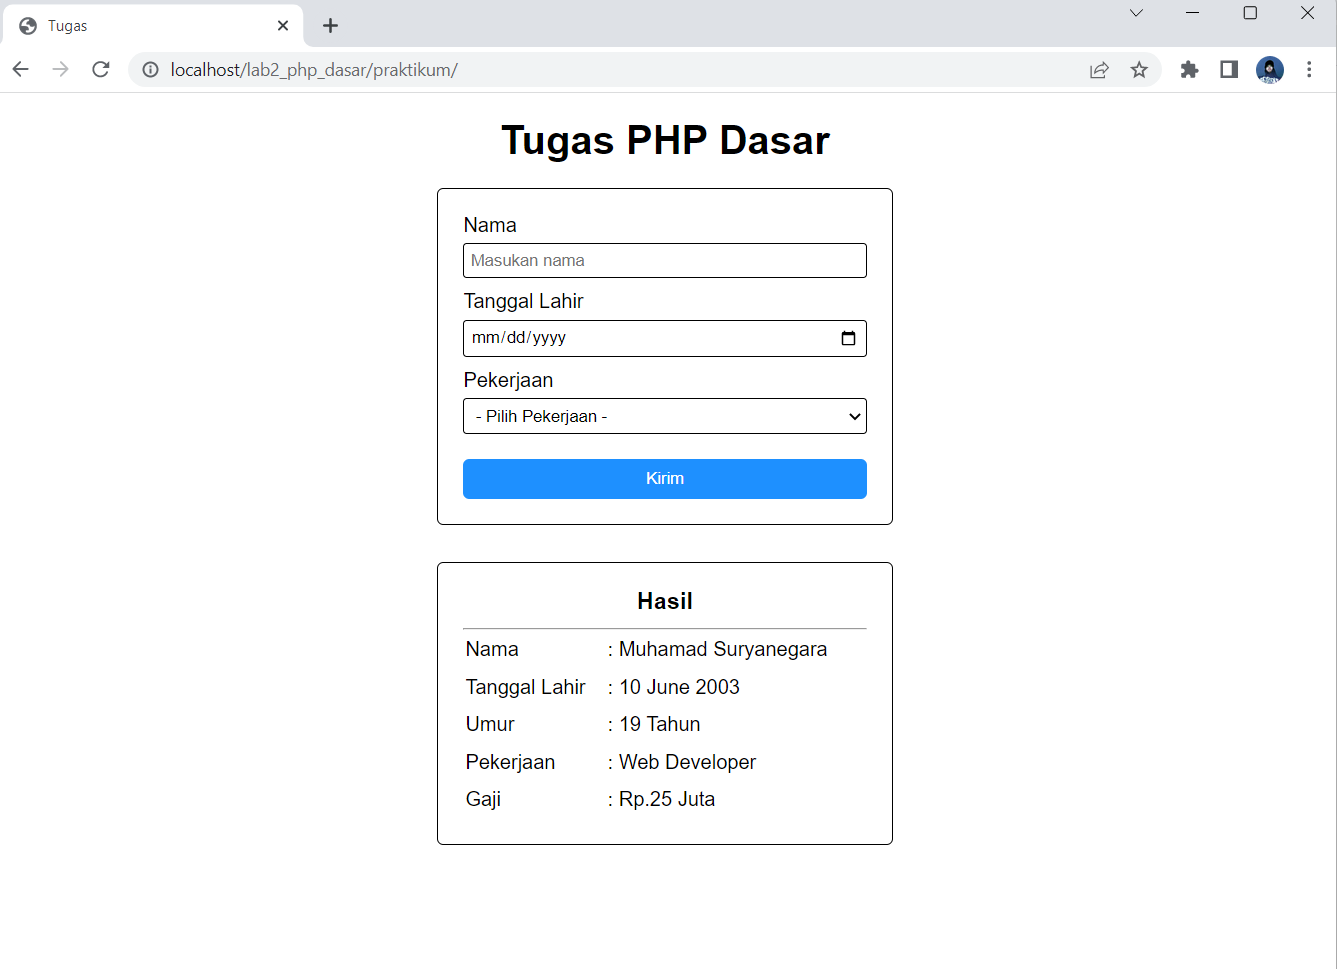 Tugas
localhost/lab2_php_dasar/praktikum/
Tugas PHP Dasar
Nama
Masukan nama
Tanggal Lahir
mm/dd/yyyy
Pekerjaan
- Pilih Pekerjaan -
Kirim
Hasil
Nama : Muhamad Suryanegara
Tanggal Lahir : 10 June 2003
Umur : 19 Tahun
Pekerjaan : Web Developer
Gaji : Rp.25 Juta